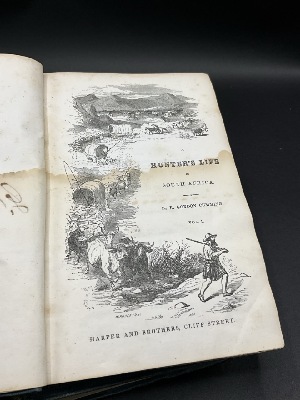 HUNTER'S LIFE
IN
SOUTH AFRICA.
By R. GORDON CUMMING
VOL. I.
HARPER AND BROTHERS, CLIFF STREET.